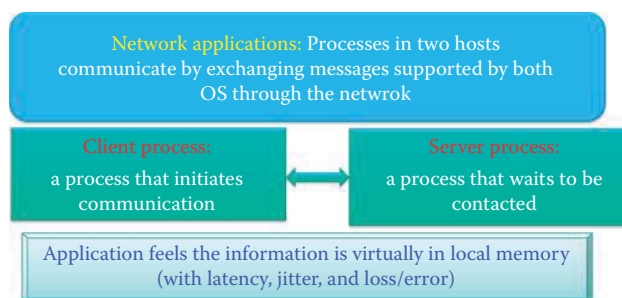 Network applications: Processes in two hosts
communicate by exchanging messages supported by both
OS through the netwrok
Client process:
a process that initiates
communication
Server process:
a process that waits to be
contacted
Application feels the information is virtually in local memory
(with latency, jitter, and loss/error)